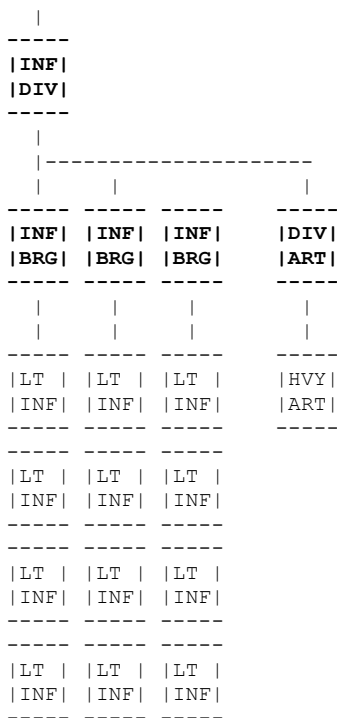 |
-----
|INF|
|DIV|
-----
|
|---------------------
| | |
----- ----- ----- -----
|INF| |INF| |INF| |DIV|
|BRG| |BRG| |BRG| |ART|
----- ----- ----- -----
| | | |
| | | |
----- ----- ----- -----
|LT | |LT | |LT | |HVY|
|INF| |INF| |INF| |ART|
----- ----- ----- -----
----- ----- -----
|LT | |LT | |LT |
|INF| |INF| |INF|
----- ----- -----
----- ----- -----
|LT | |LT | |LT |
|INF| |INF| |INF|
----- ----- -----
----- ----- -----
|LT | |LT | |LT |
|INF| |INF| |INF|
----- ----- -----